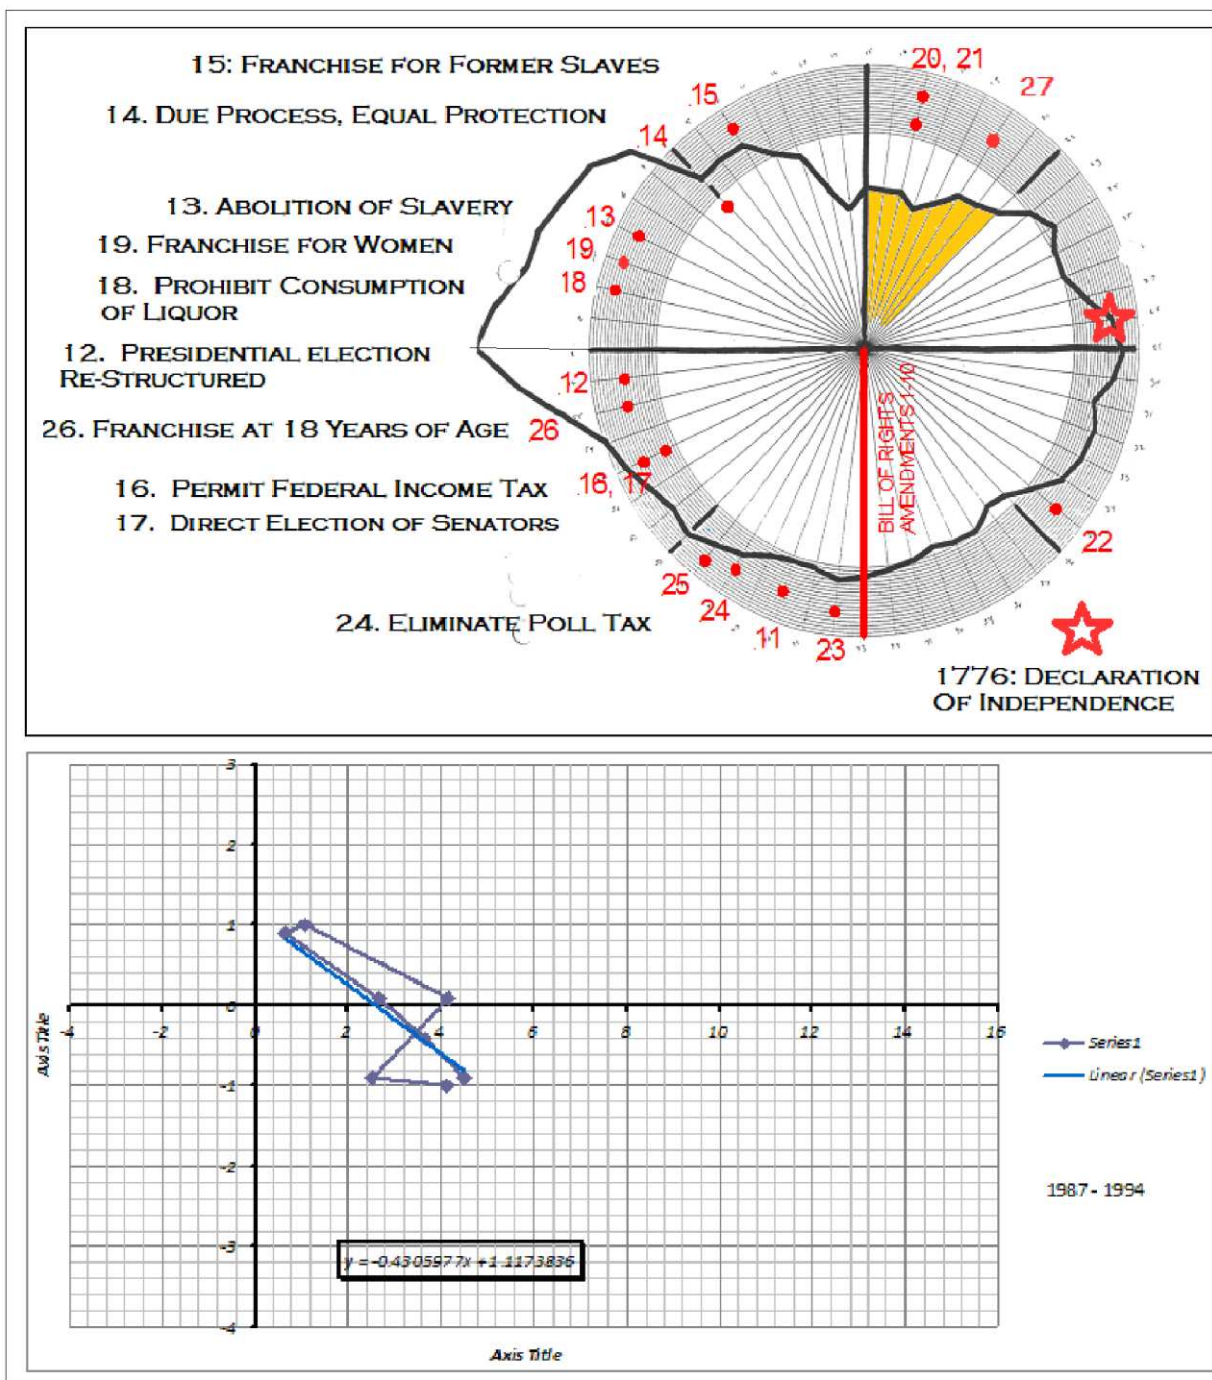 15: Franchise for Former Slaves
14. Due Process, Equal Protection
13. Abolition of Slavery
19. Franchise for Women
18. Prohibit Consumption
of Liquor
12. Presidential election
Re-Structured
26. Franchise at 18 Years of Age
16. Permit Federal Income Tax
17. Direct Election of Senators
24. Eliminate Poll Tax
20, 21
27
15
14
13
19
18
12
26
16, 17
25
24
11
23
22
BILL OF RIGHTS
AMENDMENTS 1-10
1776: Declaration
Of Independence
3
2
1
0
-1
-2
-3
-4
-4 -2 0 2 4 6 8 10 12 14 16
Axis Title
Axis Title
Series1
Linear (Series1)
1987 - 1994
y = -0.4305977x + 1.1173836